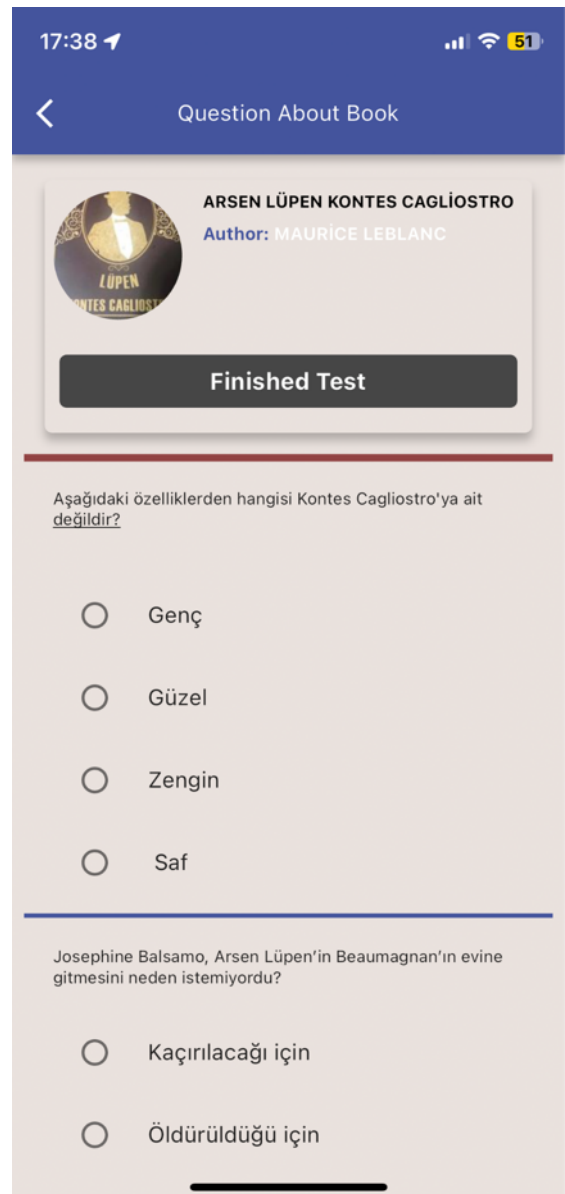 17:38
51
Question About Book
ARSEN LÜPEN KONTES CAGLİOSTRO
Author: MAURİCE LEBLANC
LÜPEN
Finished Test
Aşağıdaki özelliklerden hangisi Kontes Cagliostro'ya ait
değildir?
Genç
Güzel
Zengin
Saf
Josephine Balsamo, Arsen Lüpen’in Beaumagnan’ın evine
gitmesini neden istemiyordu?
Kaçırılacağı için
Öldürüldüğü için